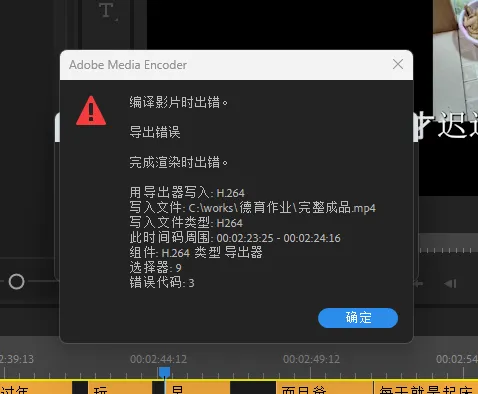 T
Adobe Media Encoder
编译影片时出错。
导出错误
完成渲染时出错。
用导出器写入: H.264
写入文件: C:\works\德育作业\完整成品.mp4
写入文件类型: H264
此时间码周围: 00:02:23:25 - 00:02:24:16
组件: H.264 类型 导出器
选择器: 9
错误代码: 3
确定
才迟
2:39:13
00:02:44:12
00:02:49:12
00:02:54
过年
玩
早
而且爷
每天就是起床